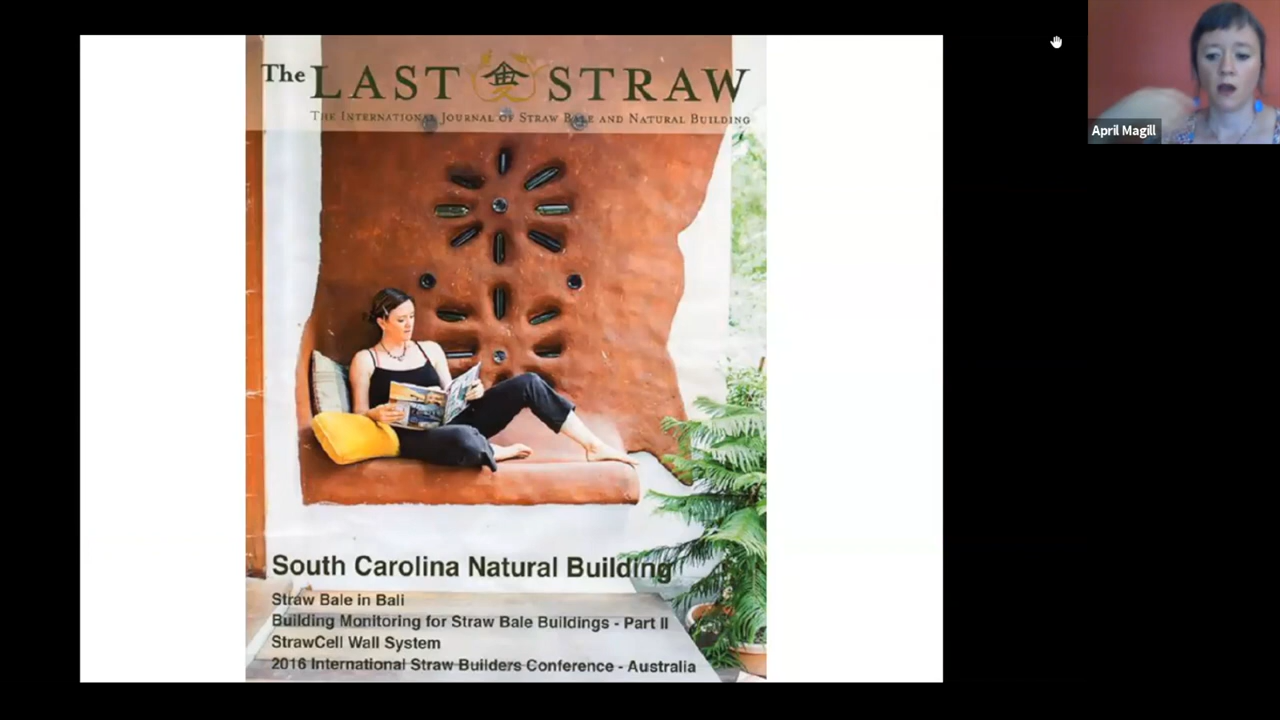 The LAST STRAW
THE INTERNATIONAL JOURNAL OF STRAW BALE AND NATURAL BUILDING
South Carolina Natural Building
Straw Bale in Bali
Building Monitoring for Straw Bale Buildings - Part II
StrawCell Wall System
2016 International Straw Builders Conference - Australia
April Magill